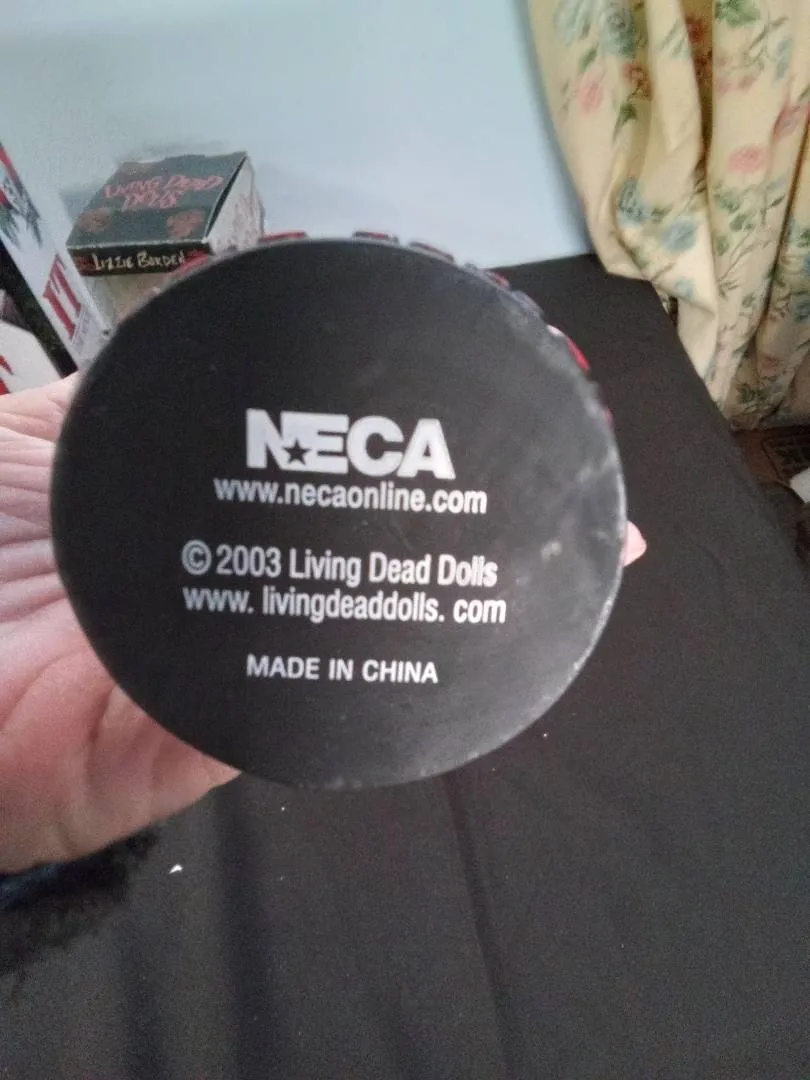 LIVING DEAD
DOLLS
LIZZIE BORDEN
IT
NECA
www.necaonline.com
© 2003 Living Dead Dolls
www. livingdeaddolls. com
MADE IN CHINA